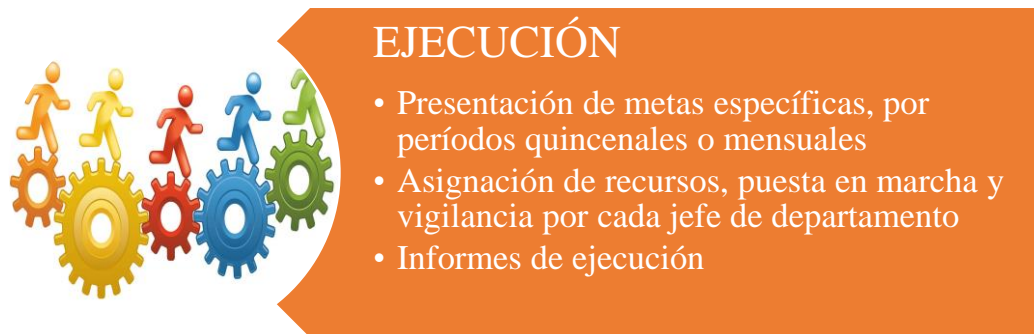 EJECUCIÓN
• Presentación de metas específicas, por
períodos quincenales o mensuales
• Asignación de recursos, puesta en marcha y
vigilancia por cada jefe de departamento
• Informes de ejecución